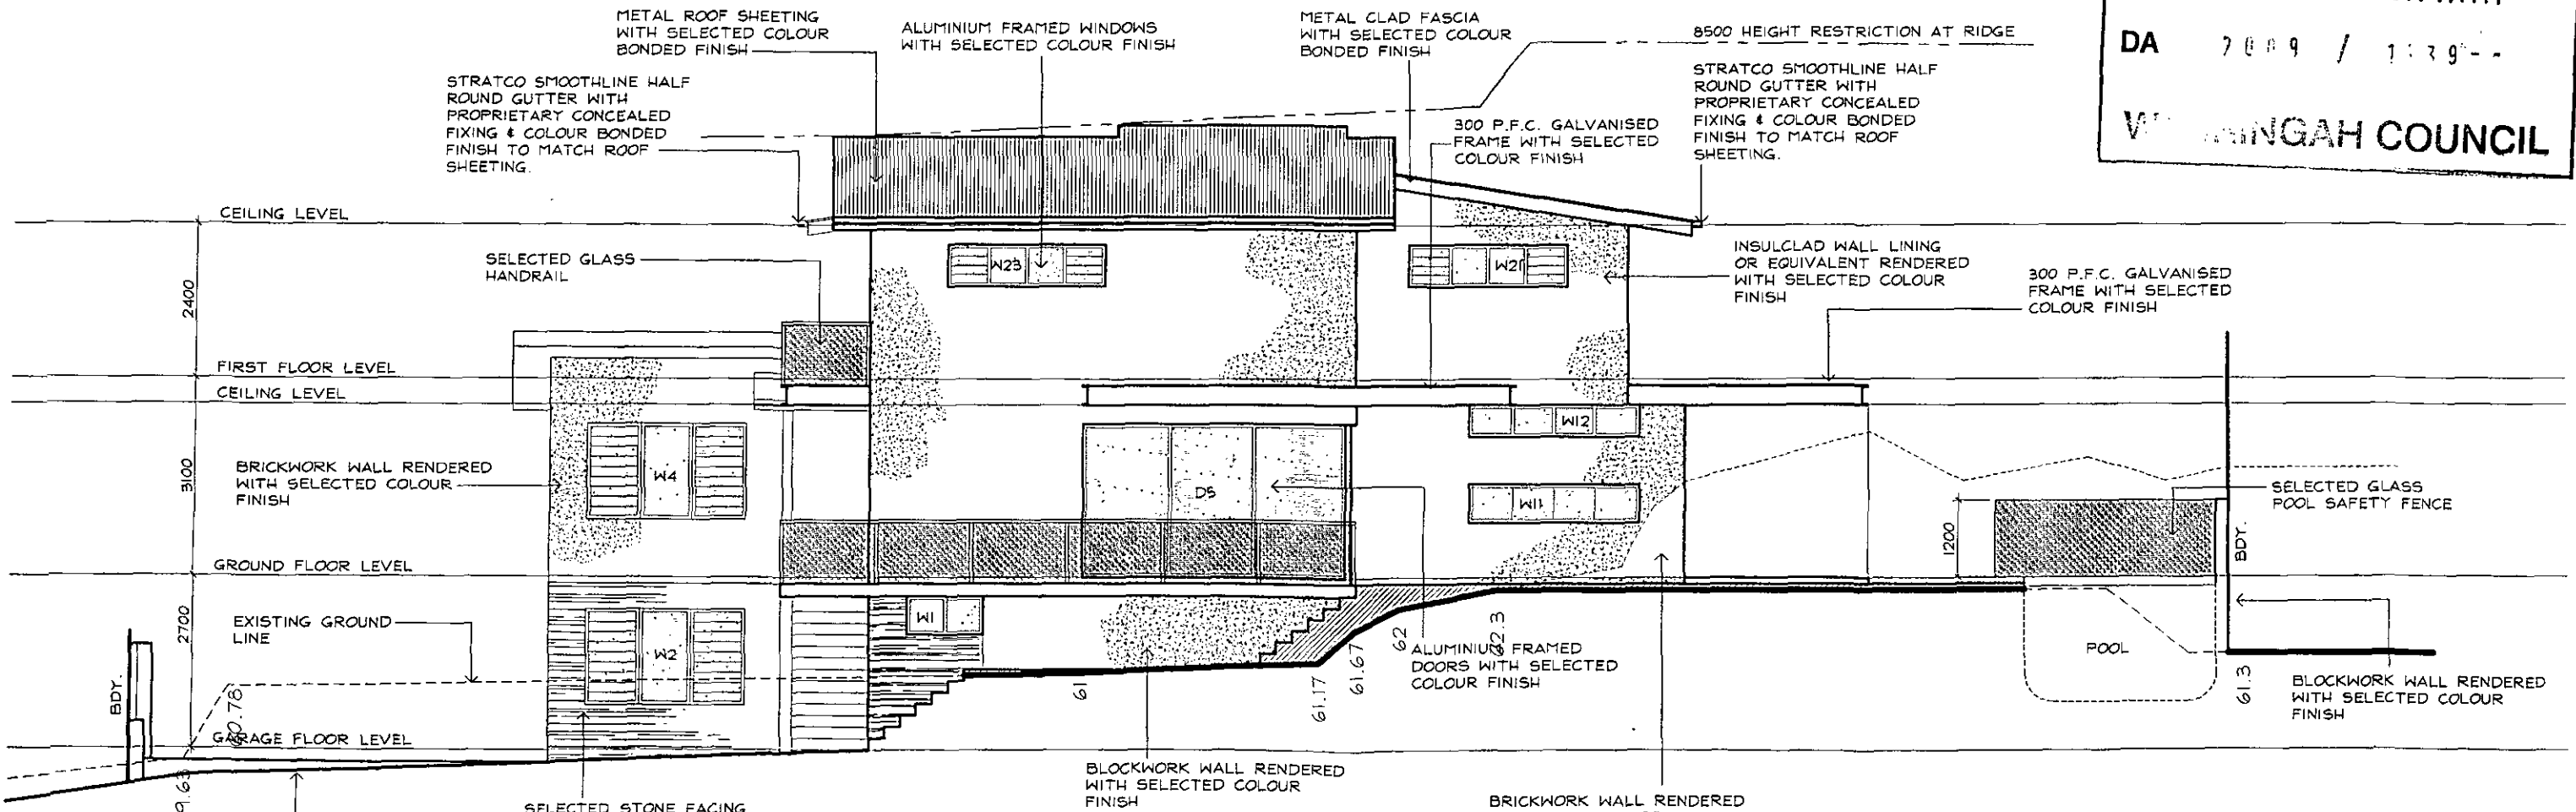 METAL ROOF SHEETING
WITH SELECTED COLOUR
BONDED FINISH
ALUMINIUM FRAMED WINDOWS
WITH SELECTED COLOUR FINISH
METAL CLAD FASCIA
WITH SELECTED COLOUR
BONDED FINISH
8500 HEIGHT RESTRICTION AT RIDGE
DA
COUNCIL
STRATCO SMOOTHLINE HALF
ROUND GUTTER WITH
PROPRIETARY CONCEALED
FIXING & COLOUR BONDED
FINISH TO MATCH ROOF
SHEETING.
300 P.F.C. GALVANISED
FRAME WITH SELECTED
COLOUR FINISH
STRATCO SMOOTHLINE HALF
ROUND GUTTER WITH
PROPRIETARY CONCEALED
FIXING & COLOUR BONDED
FINISH TO MATCH ROOF
SHEETING.
CEILING LEVEL
2400
SELECTED GLASS
HANDRAIL
W23
W21
INSULCLAD WALL LINING
OR EQUIVALENT RENDERED
WITH SELECTED COLOUR
FINISH
300 P.F.C. GALVANISED
FRAME WITH SELECTED
COLOUR FINISH
FIRST FLOOR LEVEL
CEILING LEVEL
3100
BRICKWORK WALL RENDERED
WITH SELECTED COLOUR
FINISH
W4
D5
W12
W11
SELECTED GLASS
POOL SAFETY FENCE
1200
BDY.
GROUND FLOOR LEVEL
2700
EXISTING GROUND
LINE
W1
W2
BDY.
60.78
61
61.17
61.67
62
62.3
ALUMINIUM FRAMED
DOORS WITH SELECTED
COLOUR FINISH
POOL
61.3
BLOCKWORK WALL RENDERED
WITH SELECTED COLOUR
FINISH
GARAGE FLOOR LEVEL
9.63
SELECTED STONE FACING
BLOCKWORK WALL RENDERED
WITH SELECTED COLOUR
FINISH
BRICKWORK WALL RENDERED